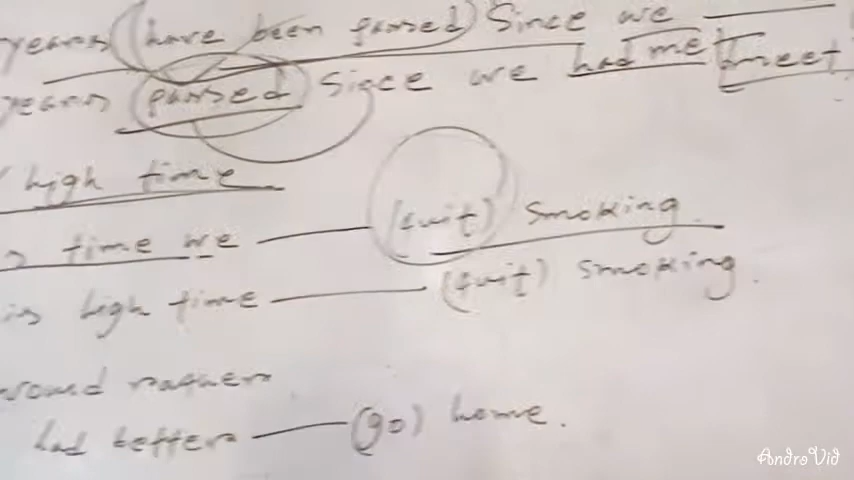 years (have been passed) Since we ———
years (passed) Since we had met (meet)
high time
time we ——— (quit) smoking.
is high time ——— (quit) smoking.
would rather
had better ——— (go) home.
AndroVid